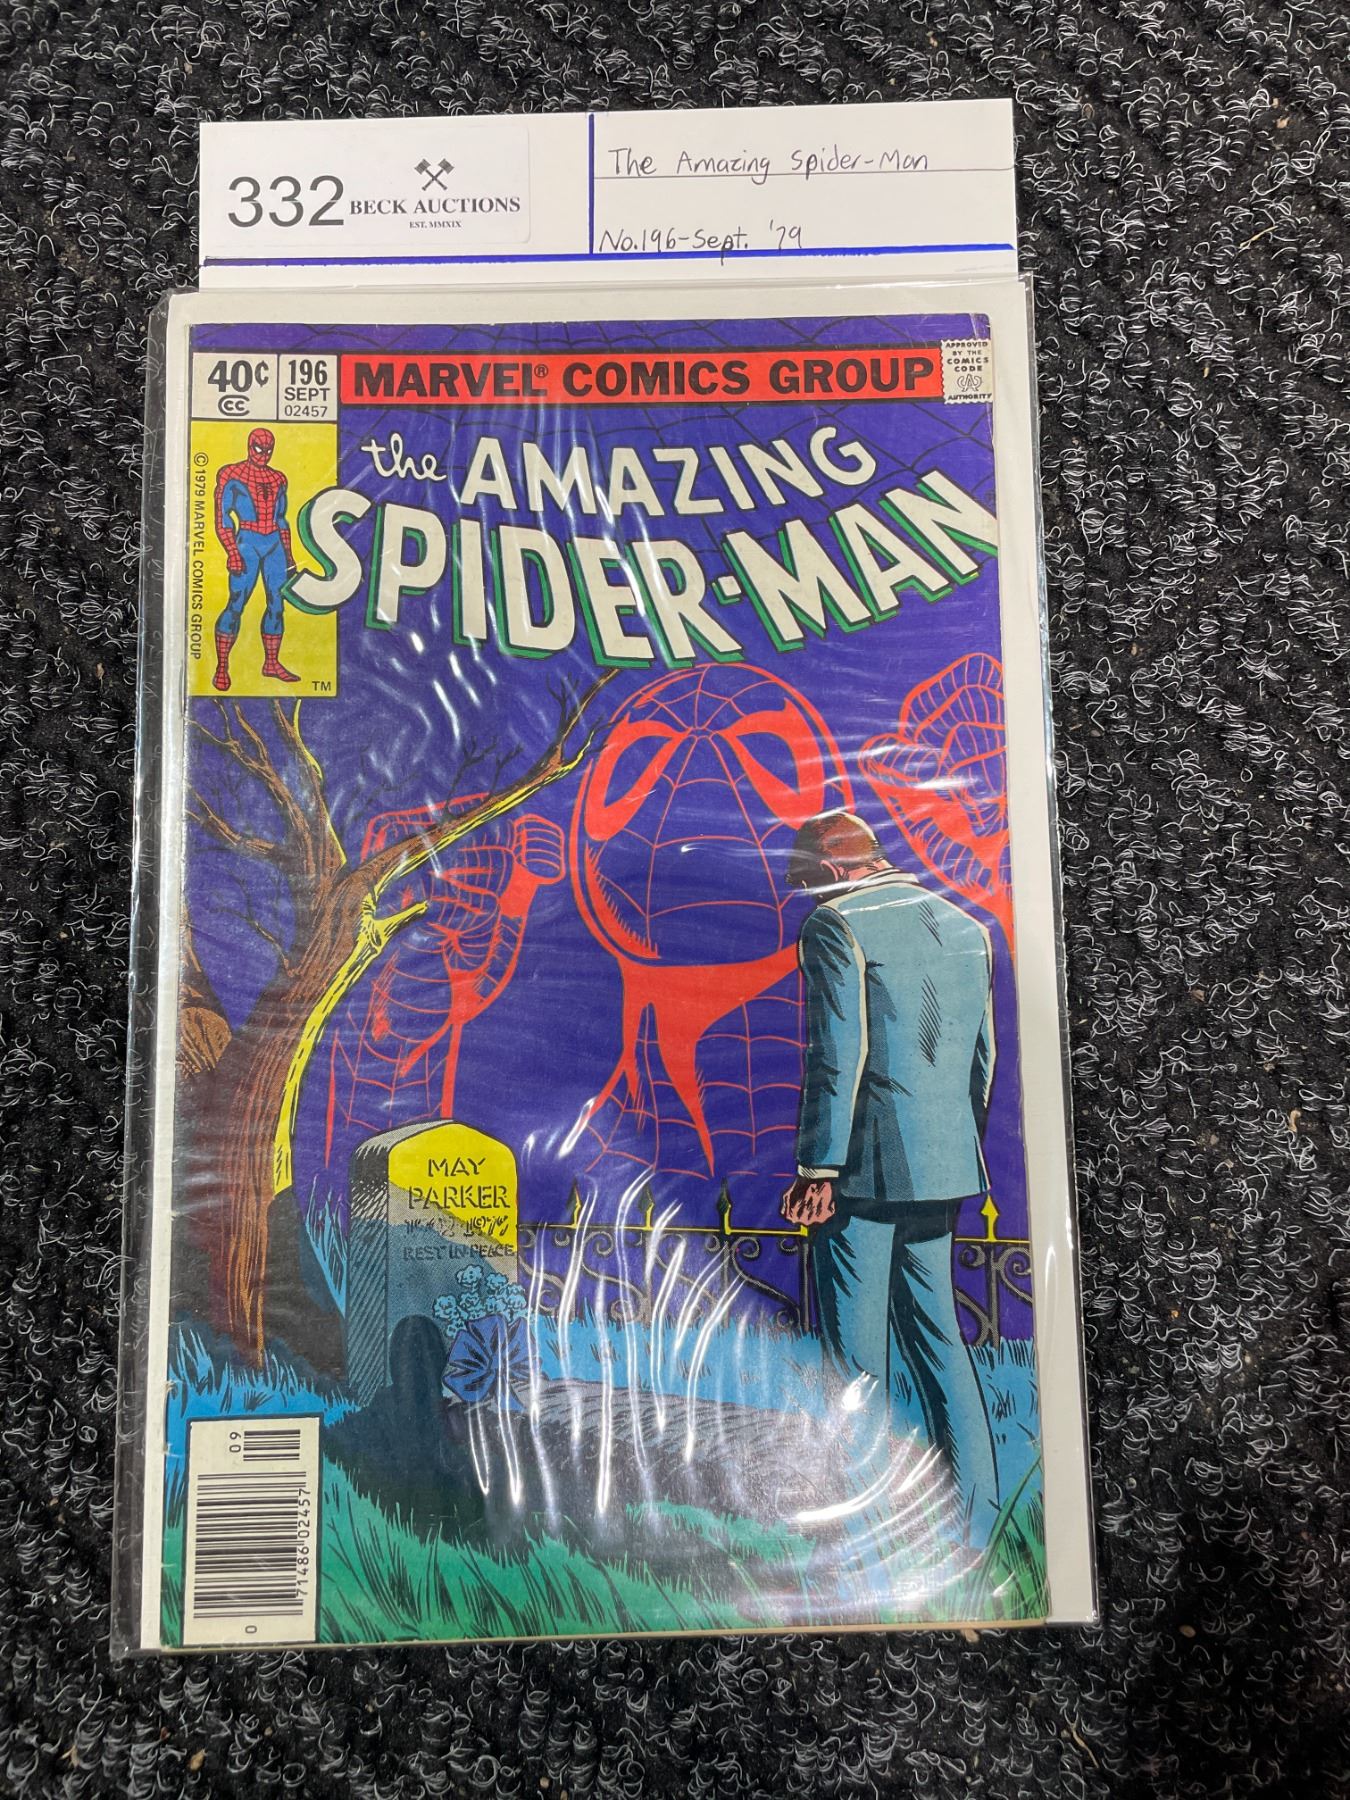 332
BECK AUCTIONS
EST. MMXIX
The Amazing Spider-Man
No.196-Sept. '79
40¢
CC
196
SEPT
02457
MARVEL® COMICS GROUP
APPROVED
BY THE
COMICS
CODE
CA
AUTHORITY
© 1979 MARVEL COMICS GROUP
TM
the AMAZING
SPIDER-MAN
MAY
PARKER
REST IN PEACE
09
0 71486 02457